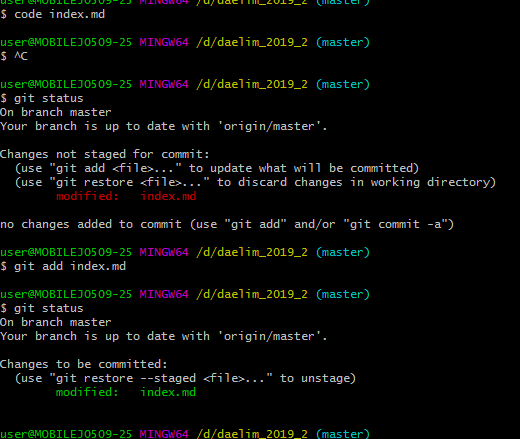 user@MOBILEJ0509-25 MINGW64 /d/daelim_2019_2 (master)
$ code index.md
user@MOBILEJ0509-25 MINGW64 /d/daelim_2019_2 (master)
$ ^C
user@MOBILEJ0509-25 MINGW64 /d/daelim_2019_2 (master)
$ git status
On branch master
Your branch is up to date with 'origin/master'.
Changes not staged for commit:
  (use "git add <file>..." to update what will be committed)
  (use "git restore <file>..." to discard changes in working directory)
        modified:   index.md
no changes added to commit (use "git add" and/or "git commit -a")
user@MOBILEJ0509-25 MINGW64 /d/daelim_2019_2 (master)
$ git add index.md
user@MOBILEJ0509-25 MINGW64 /d/daelim_2019_2 (master)
$ git status
On branch master
Your branch is up to date with 'origin/master'.
Changes to be committed:
  (use "git restore --staged <file>..." to unstage)
        modified:   index.md
user@MOBILEJ0509-25 MINGW64 /d/daelim_2019_2 (master)